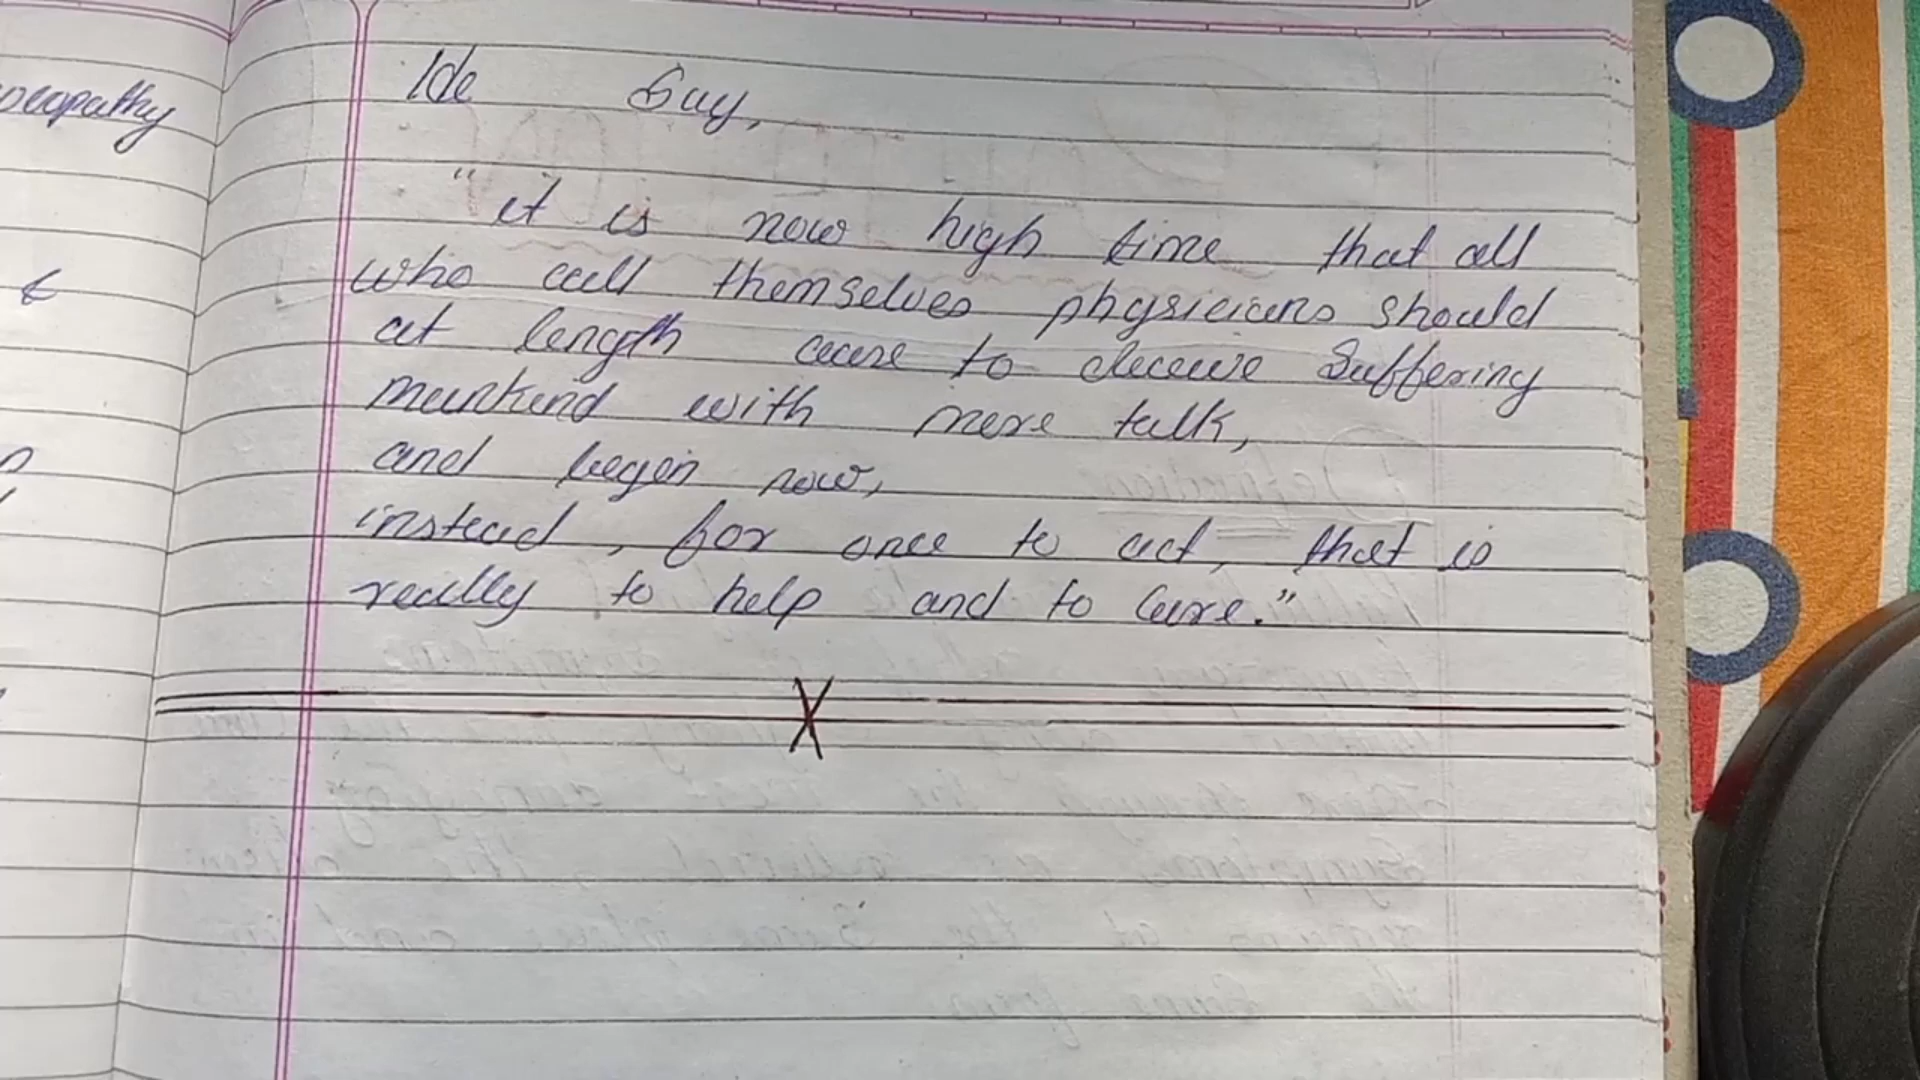 oeopathy
He say,
"it is now high time that all
who call themselves physicians should
at length cease to deceive suffering
mankind with mere talk,
and begin now,
instead, for once to act, that is
really to help and to cure."
X